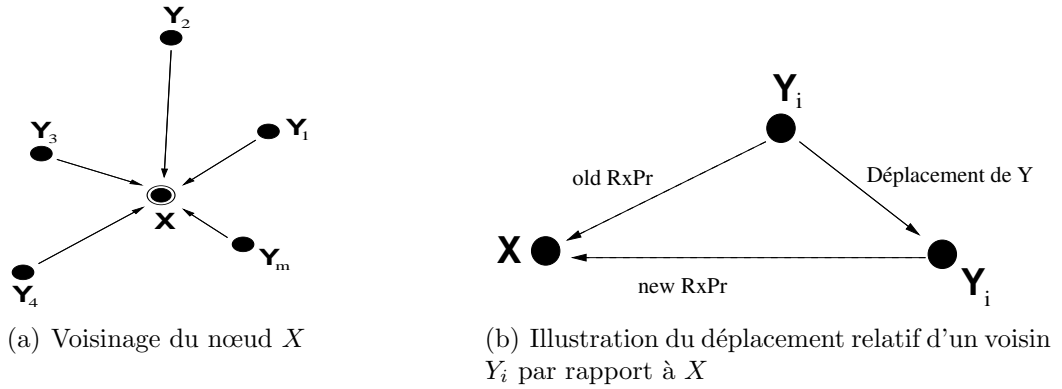 Y2
Y1
Y3
X
Ym
Y4
(a) Voisinage du nœud X
Yi
old RxPr
Déplacement de Y
X
new RxPr
Yi
(b) Illustration du déplacement relatif d'un voisin
Yi par rapport à X